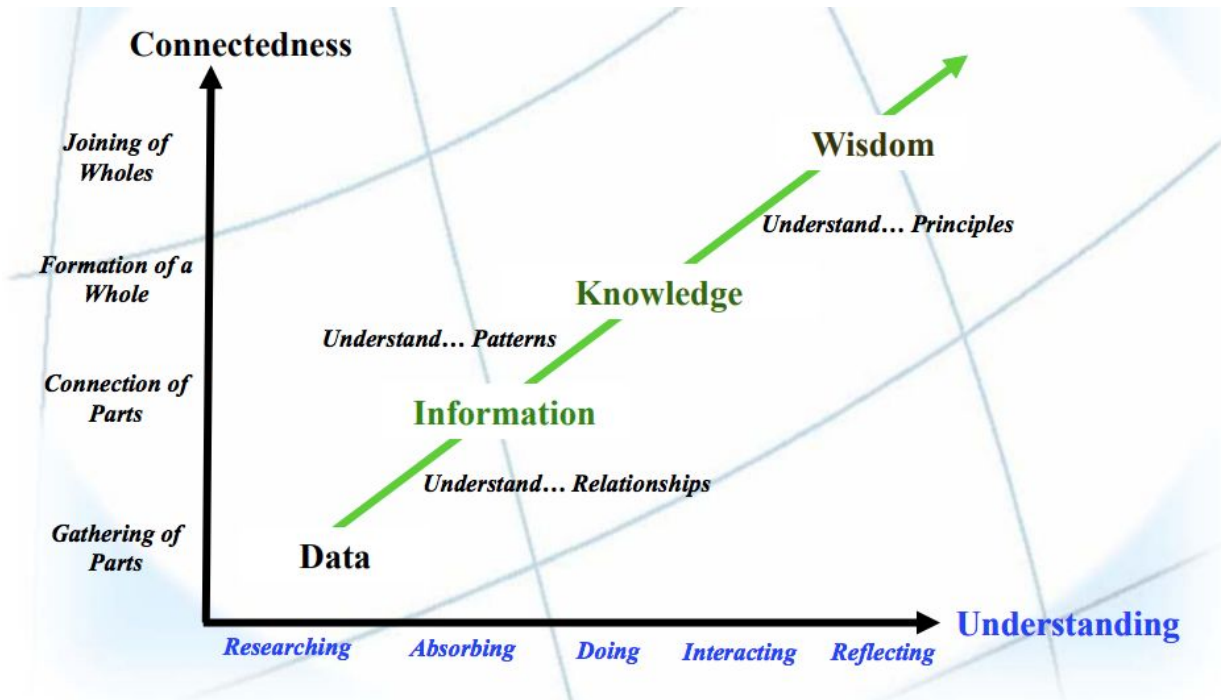 Connectedness
Joining of
Wholes
Wisdom
Understand... Principles
Formation of a
Whole
Knowledge
Understand... Patterns
Connection of
Parts
Information
Understand... Relationships
Gathering of
Parts
Data
Understanding
Researching
Absorbing
Doing
Interacting
Reflecting